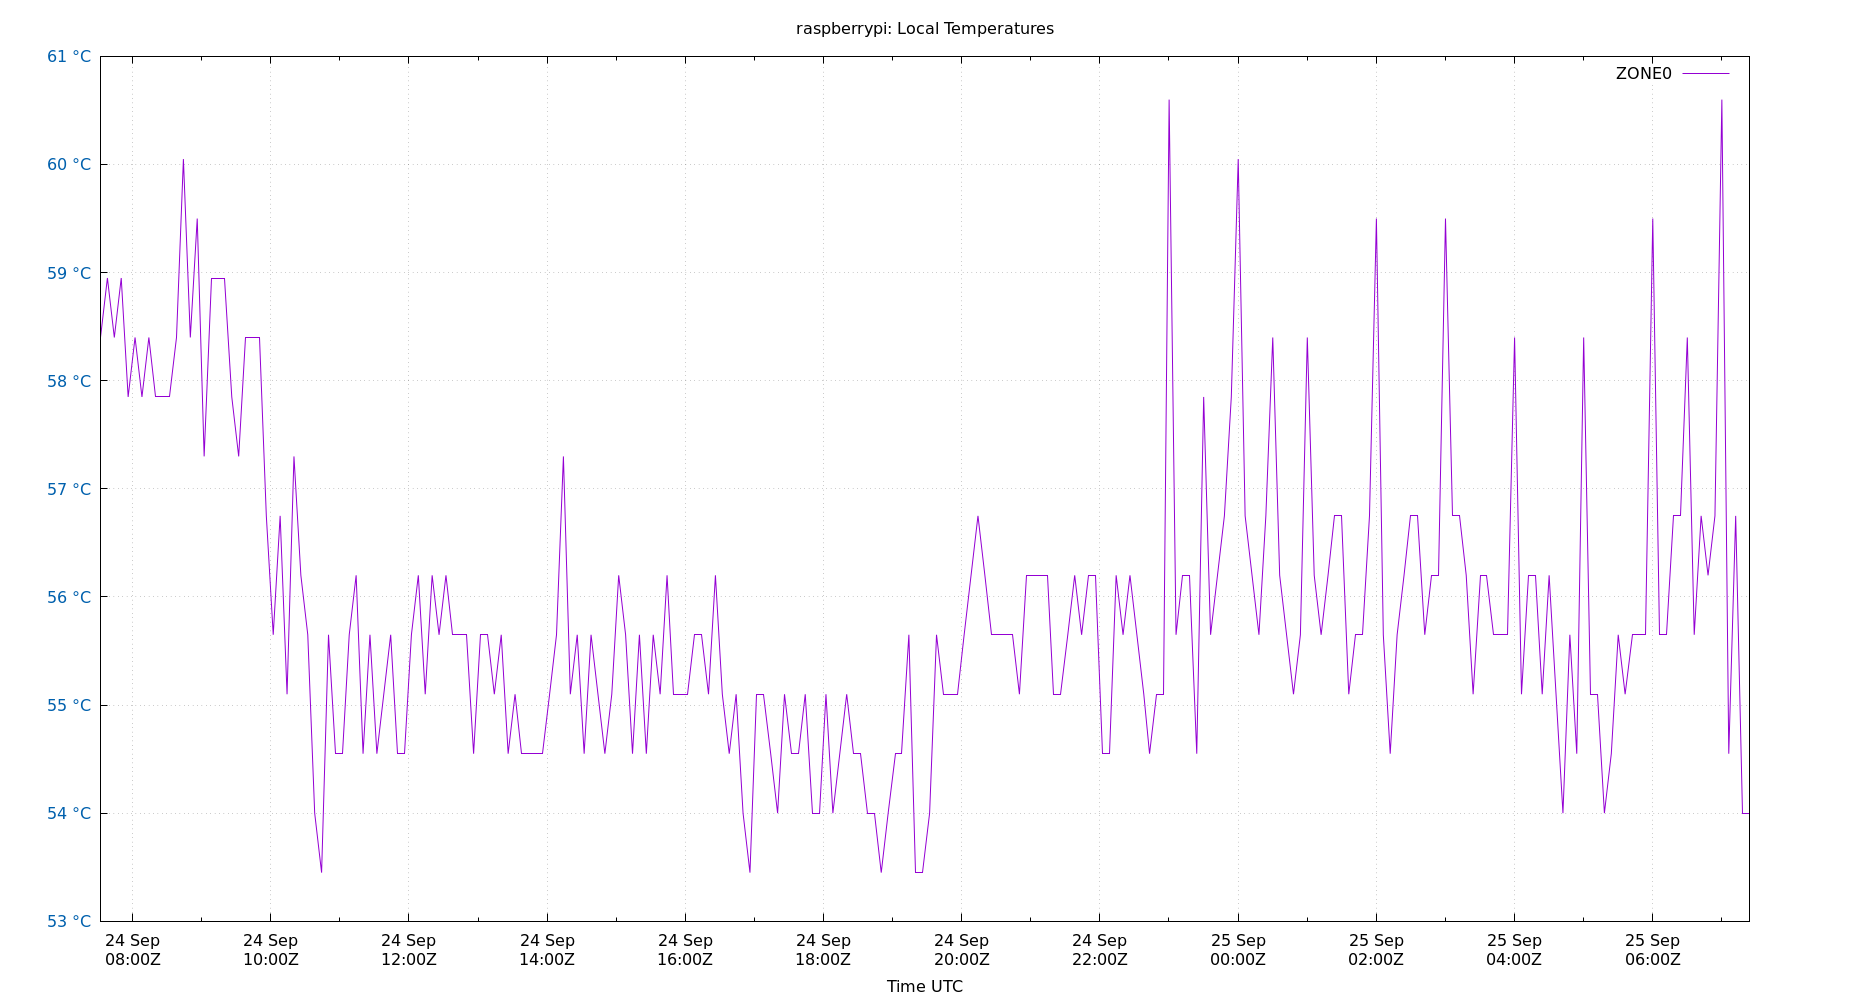 raspberrypi: Local Temperatures
61 °C
ZONE0
60 °C
59 °C
58 °C
57 °C
56 °C
55 °C
54 °C
53 °C
24 Sep 24 Sep 24 Sep 24 Sep 24 Sep 24 Sep 24 Sep 24 Sep 25 Sep 25 Sep 25 Sep 25 Sep
08:00Z 10:00Z 12:00Z 14:00Z 16:00Z 18:00Z 20:00Z 22:00Z 00:00Z 02:00Z 04:00Z 06:00Z
Time UTC